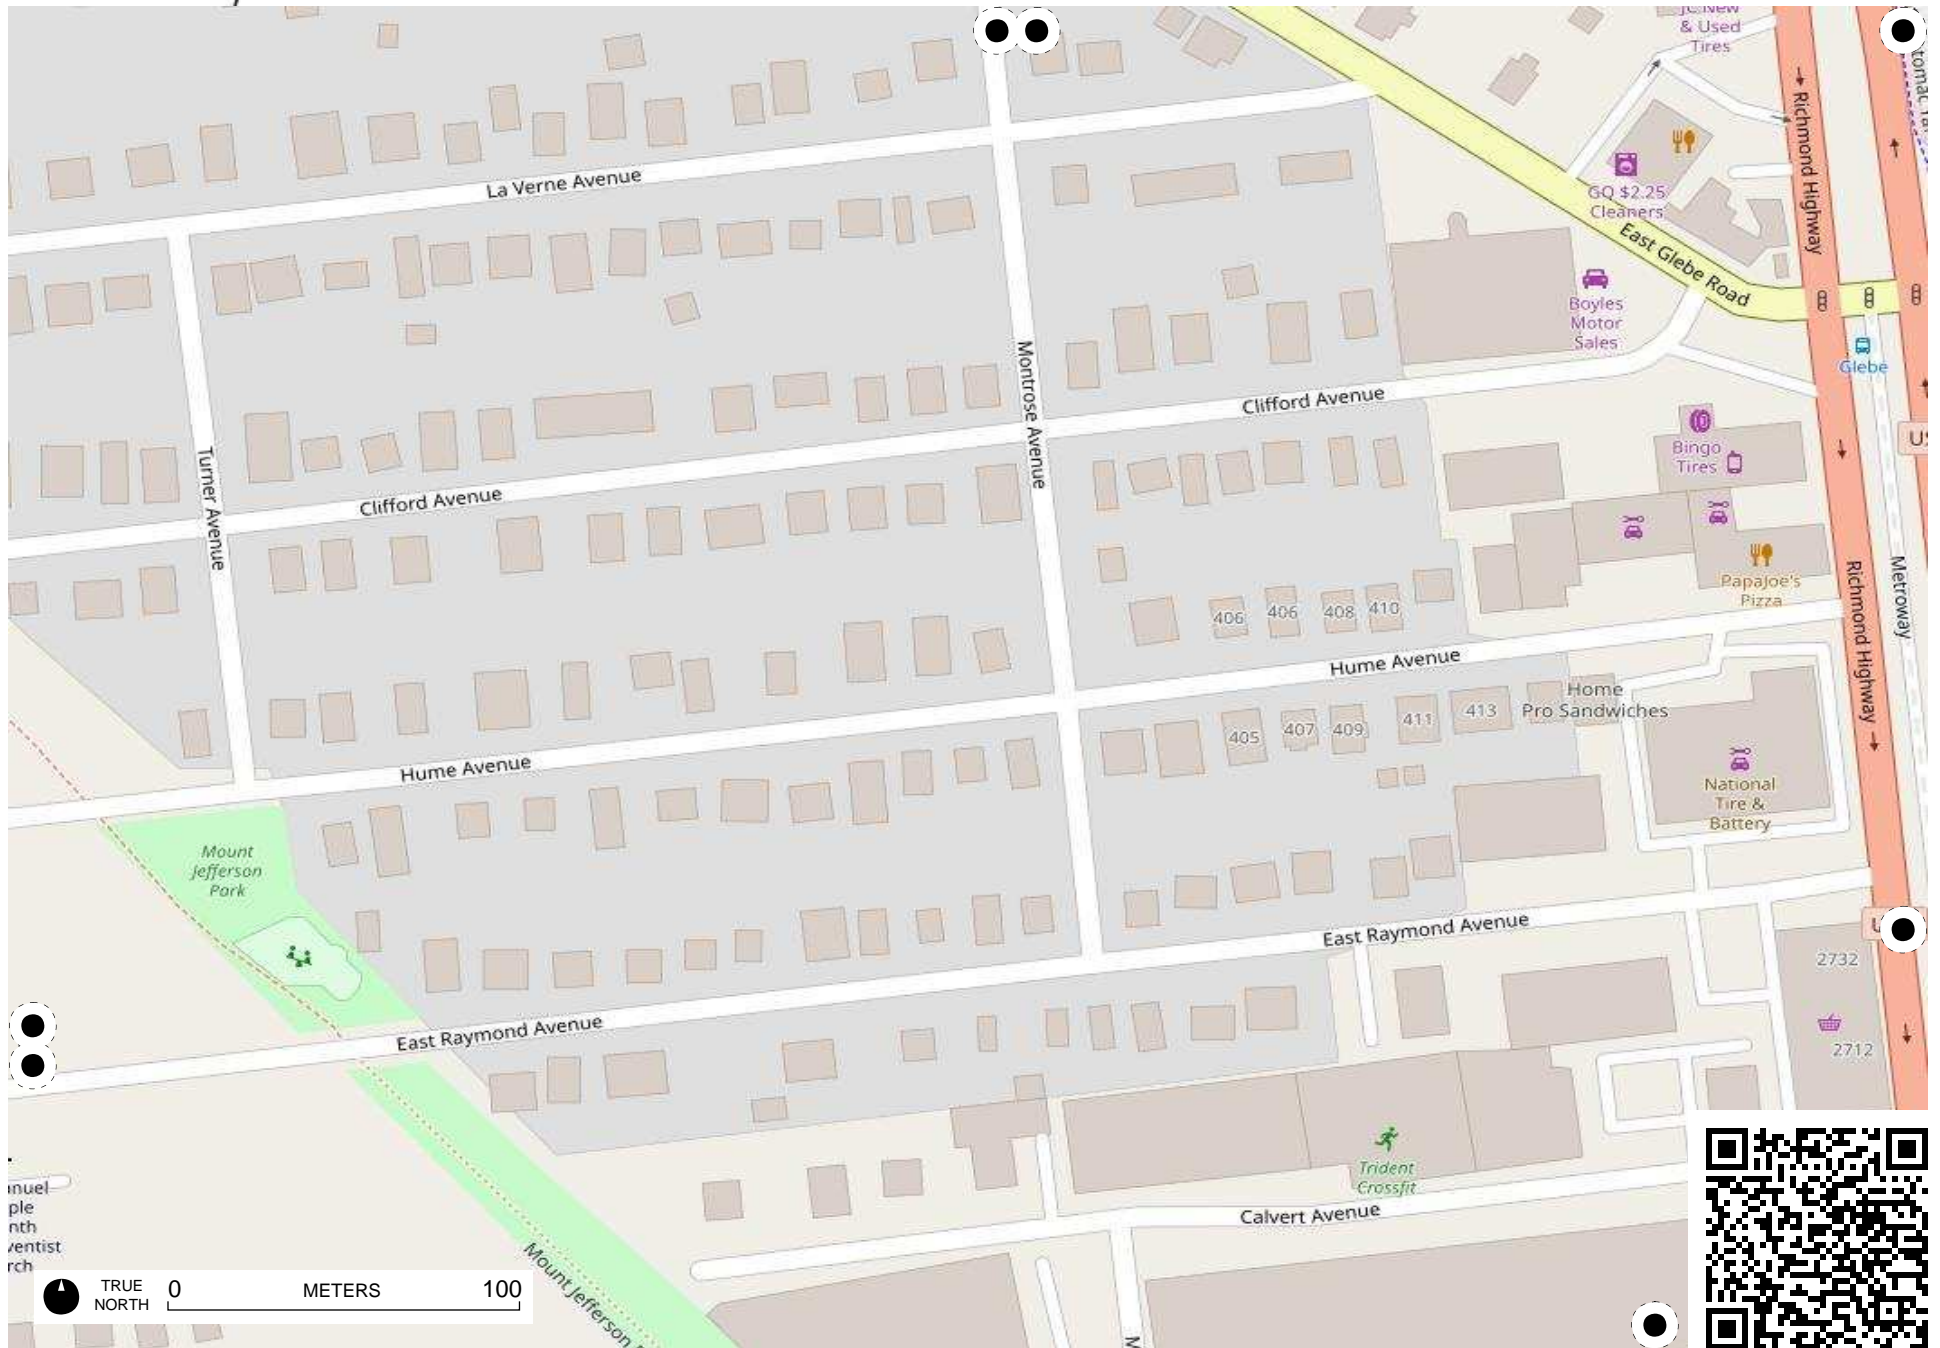 JC New
& Used
Tires
Richmond Highway
La Verne Avenue
GQ $2.25
Cleaners
East Glebe Road
Boyles
Motor
Sales
Glebe
Montrose Avenue
Clifford Avenue
Bingo
Tires
Turner Avenue
Clifford Avenue
PapaJoe's
Pizza
Metroway
Richmond Highway
406
406
408
410
Hume Avenue
Home
Pro Sandwiches
405
407
409
411
413
Hume Avenue
National
Tire &
Battery
Mount
Jefferson
Park
East Raymond Avenue
2732
East Raymond Avenue
2712
Trident
Crossfit
Calvert Avenue
Mount Jefferson
TRUE
NORTH
0
METERS
100